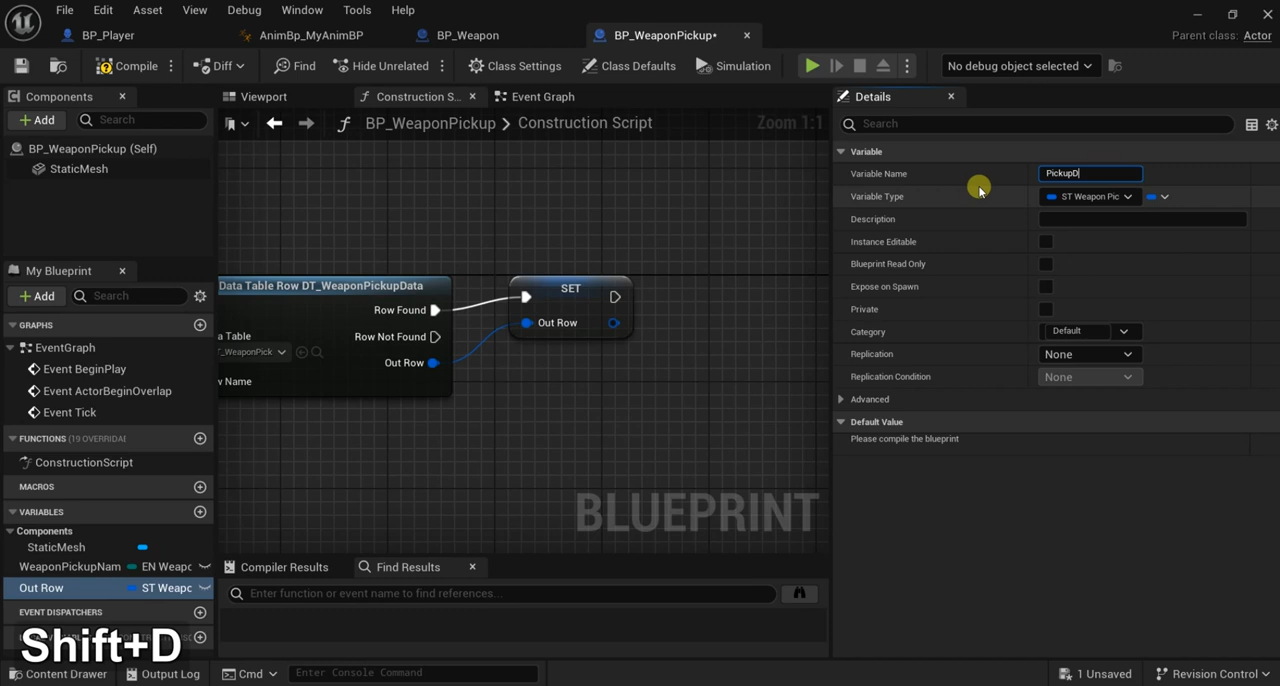 File Edit Asset View Debug Window Tools Help
BP_Player AnimBp_MyAnimBP BP_Weapon BP_WeaponPickup* Parent class: Actor
Compile Diff Find Hide Unrelated Class Settings Class Defaults Simulation No debug object selected
Components Viewport Construction S... Event Graph Details
Add Search BP_WeaponPickup Construction Script Zoom 1:1 Search
BP_WeaponPickup (Self)
StaticMesh
Variable
Variable Name PickupD
Variable Type ST Weapon Pic
Description
Instance Editable
Blueprint Read Only
Expose on Spawn
Private
Category Default
Replication None
Replication Condition None
Advanced
Default Value
Please compile the blueprint
Data Table Row DT_WeaponPickupData
Row Found
a Table Row Not Found
T_WeaponPick
Out Row
w Name
SET
Out Row
BLUEPRINT
My Blueprint
Add Search
GRAPHS
EventGraph
Event BeginPlay
Event ActorBeginOverlap
Event Tick
FUNCTIONS (19 OVERRIDAI
ConstructionScript
MACROS
VARIABLES
Components
StaticMesh
WeaponPickupNam EN Weapc
Out Row ST Weapc
EVENT DISPATCHERS
Compiler Results Find Results
Enter function or event name to find references...
Shift+D
Content Drawer Output Log Cmd Enter Console Command 1 Unsaved Revision Control